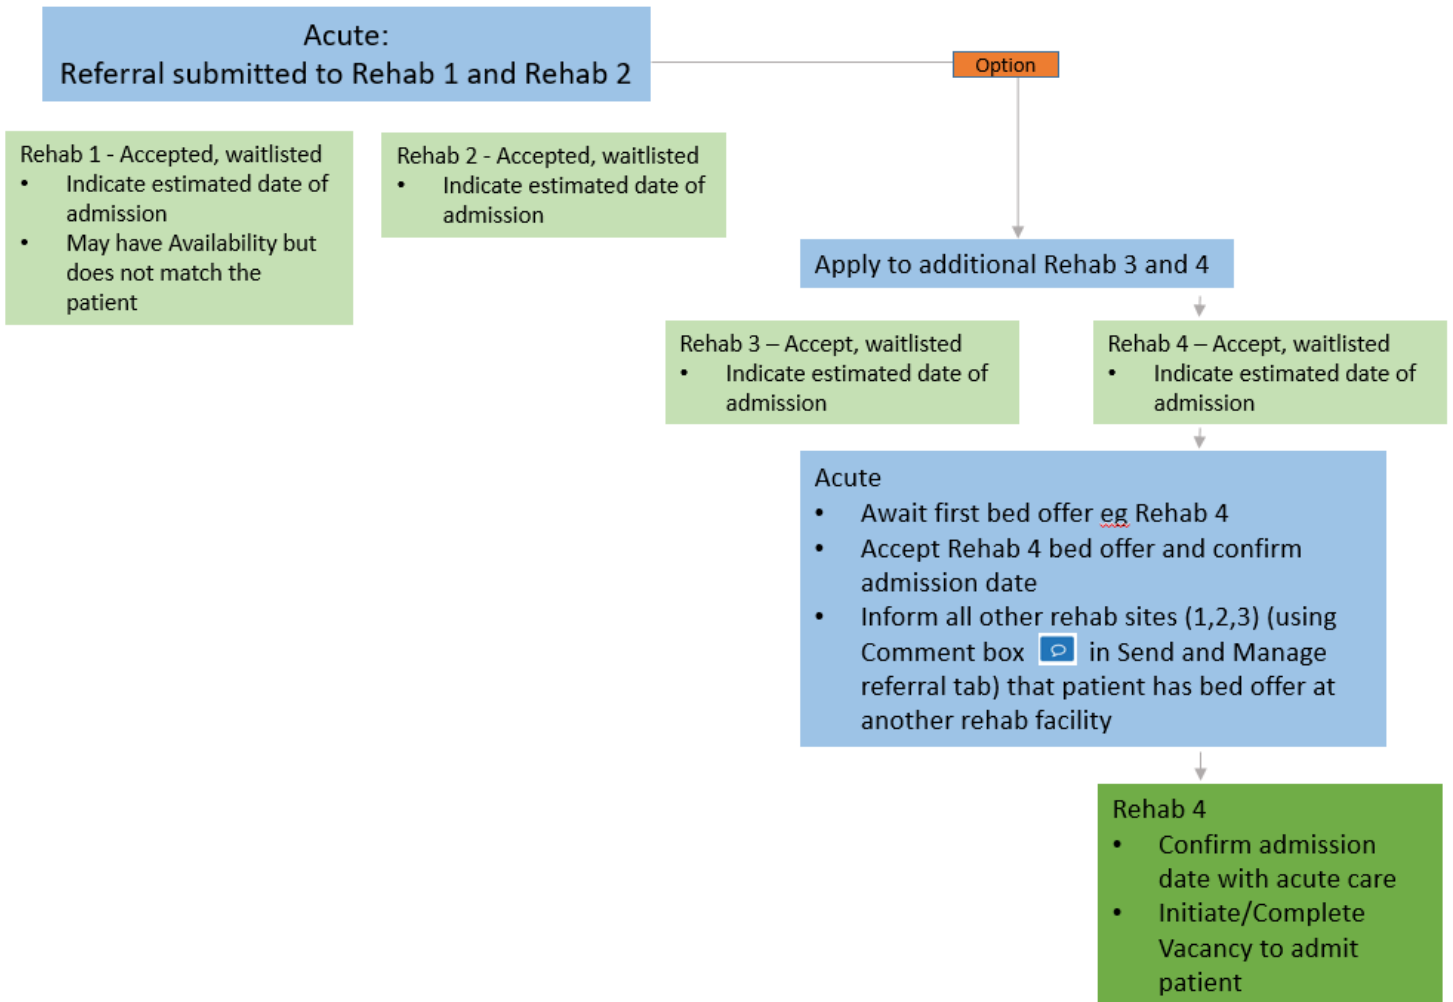 Acute:
Referral submitted to Rehab 1 and Rehab 2
Option
Rehab 1 - Accepted, waitlisted
• Indicate estimated date of
admission
• May have Availability but
does not match the
patient
Rehab 2 - Accepted, waitlisted
• Indicate estimated date of
admission
Apply to additional Rehab 3 and 4
Rehab 3 – Accept, waitlisted
• Indicate estimated date of
admission
Rehab 4 – Accept, waitlisted
• Indicate estimated date of
admission
Acute
• Await first bed offer eg Rehab 4
• Accept Rehab 4 bed offer and confirm
admission date
• Inform all other rehab sites (1,2,3) (using
Comment box in Send and Manage
referral tab) that patient has bed offer at
another rehab facility
Rehab 4
• Confirm admission
date with acute care
• Initiate/Complete
Vacancy to admit
patient